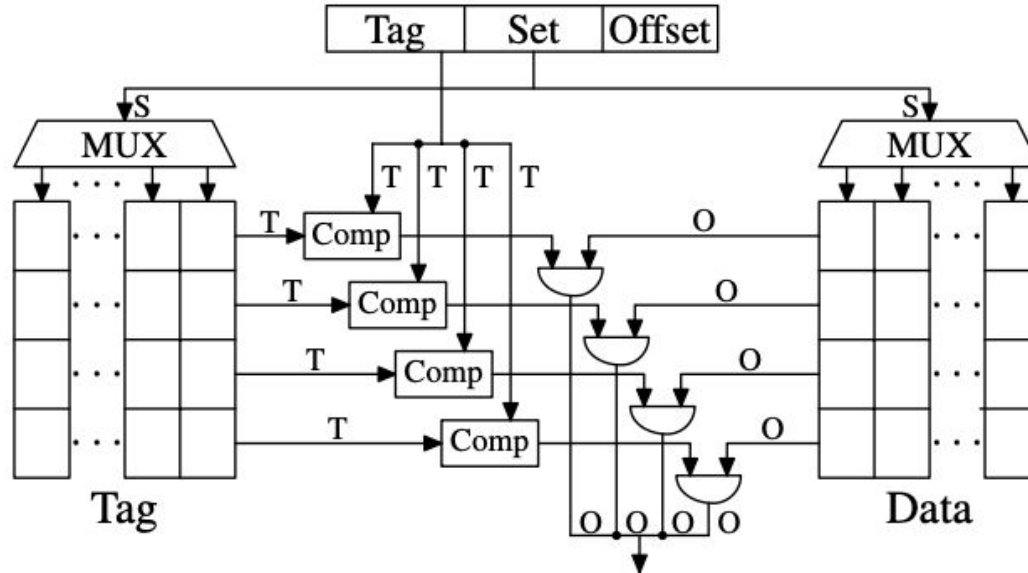 Tag Set Offset
S S
MUX MUX
. . . . . .
T T T T
T Comp O
. . . . . .
T Comp O
. . . . . .
T Comp O
. . . . . .
T Comp O
. . . . . .
Tag Data
O O O O